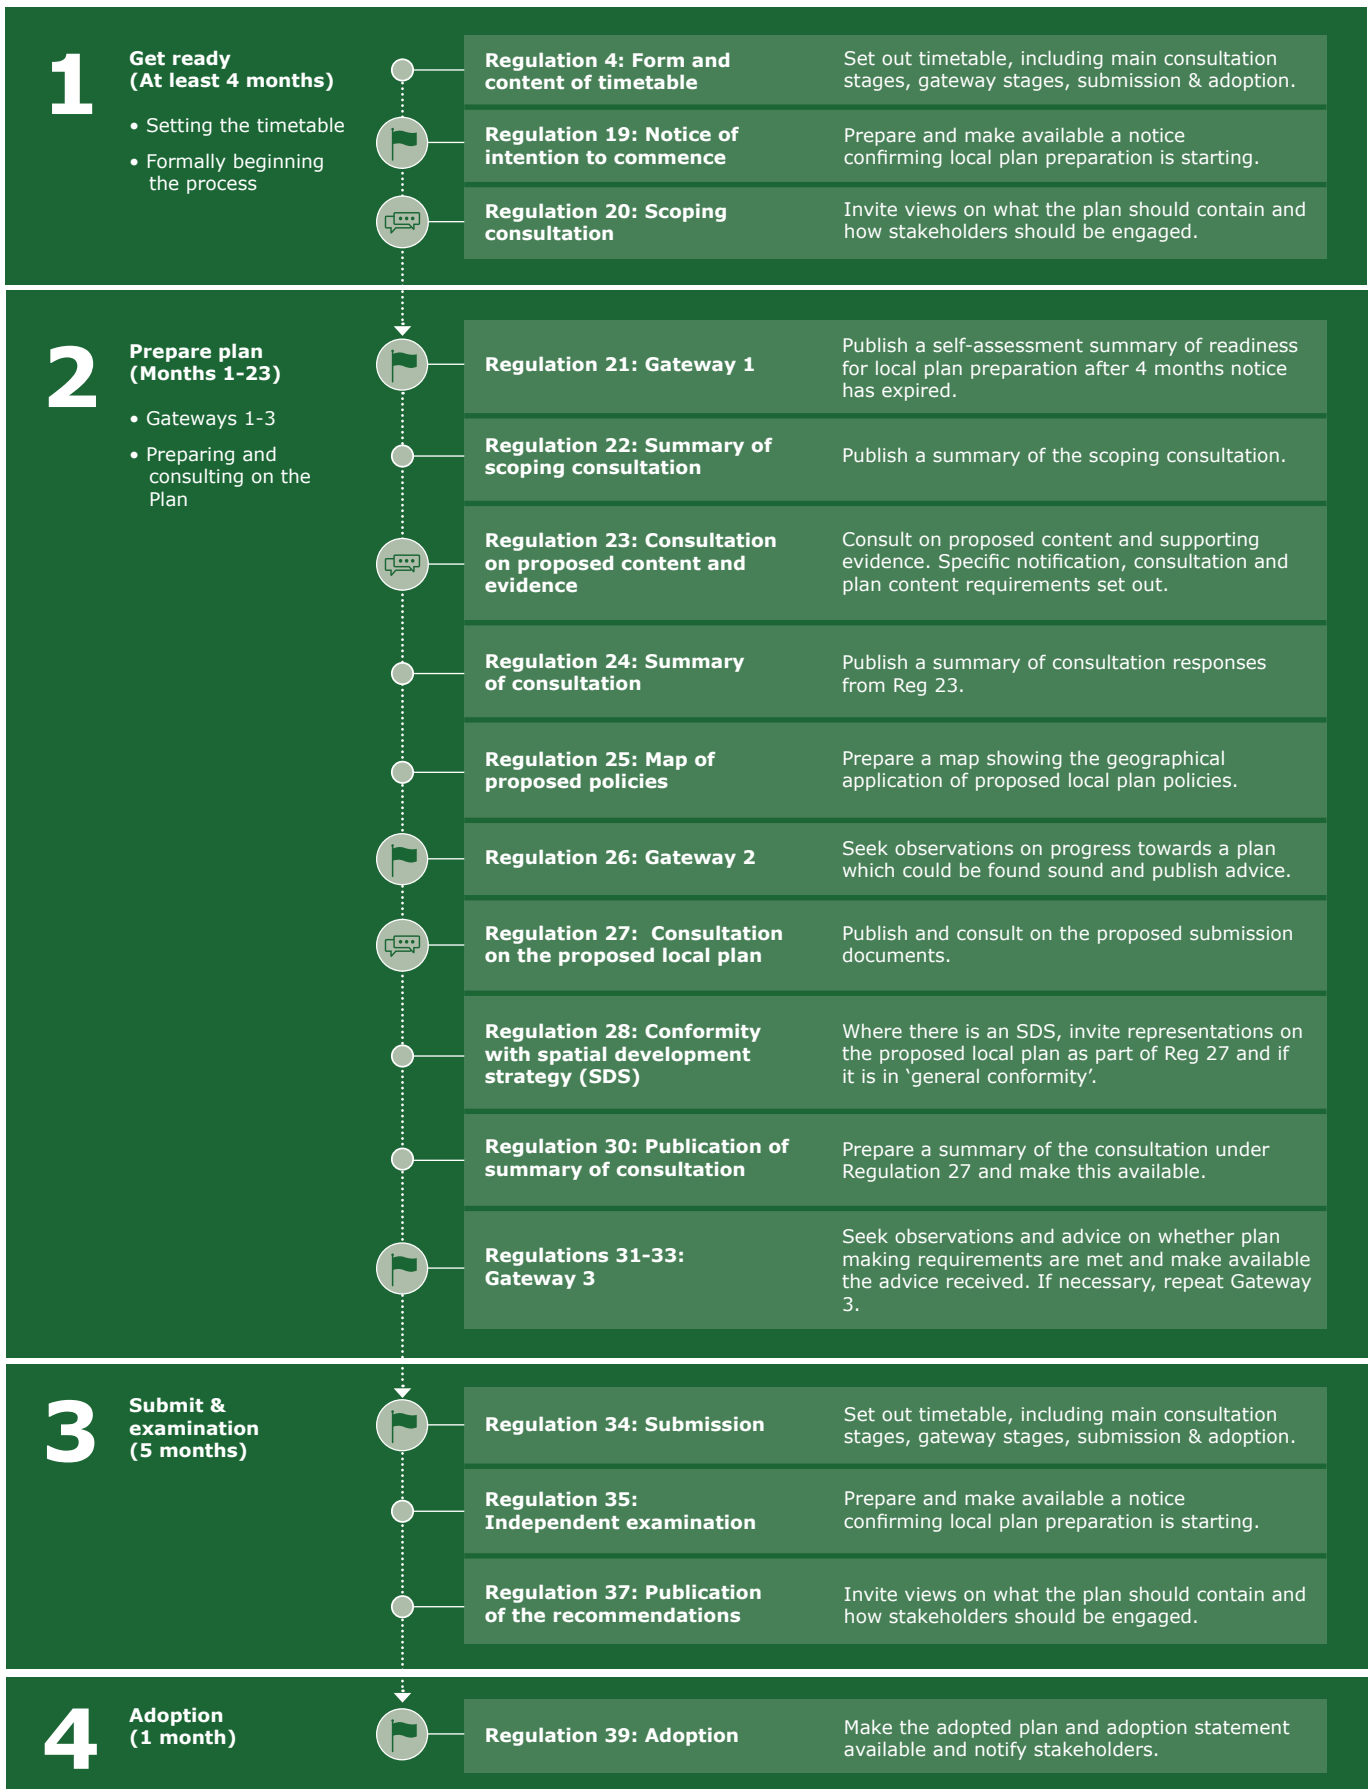 1
Get ready
(At least 4 months)
• Setting the timetable
• Formally beginning
the process
Regulation 4: Form and
content of timetable
Set out timetable, including main consultation
stages, gateway stages, submission & adoption.
Regulation 19: Notice of
intention to commence
Prepare and make available a notice
confirming local plan preparation is starting.
Regulation 20: Scoping
consultation
Invite views on what the plan should contain and
how stakeholders should be engaged.
2
Prepare plan
(Months 1-23)
• Gateways 1-3
• Preparing and
consulting on the
Plan
Regulation 21: Gateway 1
Publish a self-assessment summary of readiness
for local plan preparation after 4 months notice
has expired.
Regulation 22: Summary of
scoping consultation
Publish a summary of the scoping consultation.
Regulation 23: Consultation
on proposed content and
evidence
Consult on proposed content and supporting
evidence. Specific notification, consultation and
plan content requirements set out.
Regulation 24: Summary
of consultation
Publish a summary of consultation responses
from Reg 23.
Regulation 25: Map of
proposed policies
Prepare a map showing the geographical
application of proposed local plan policies.
Regulation 26: Gateway 2
Seek observations on progress towards a plan
which could be found sound and publish advice.
Regulation 27: Consultation
on the proposed local plan
Publish and consult on the proposed submission
documents.
Regulation 28: Conformity
with spatial development
strategy (SDS)
Where there is an SDS, invite representations on
the proposed local plan as part of Reg 27 and if
it is in ‘general conformity’.
Regulation 30: Publication of
summary of consultation
Prepare a summary of the consultation under
Regulation 27 and make this available.
Regulations 31-33:
Gateway 3
Seek observations and advice on whether plan
making requirements are met and make available
the advice received. If necessary, repeat Gateway
3.
3
Submit &
examination
(5 months)
Regulation 34: Submission
Set out timetable, including main consultation
stages, gateway stages, submission & adoption.
Regulation 35:
Independent examination
Prepare and make available a notice
confirming local plan preparation is starting.
Regulation 37: Publication
of the recommendations
Invite views on what the plan should contain and
how stakeholders should be engaged.
4
Adoption
(1 month)
Regulation 39: Adoption
Make the adopted plan and adoption statement
available and notify stakeholders.